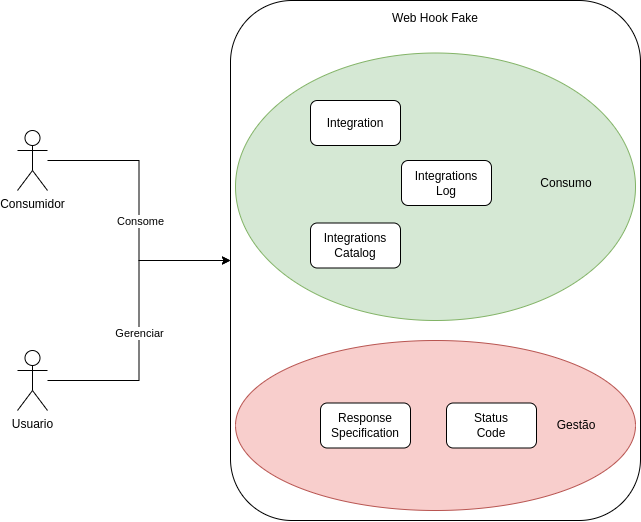 Web Hook Fake
Integration
Integrations
Log
Consumo
Integrations
Catalog
Consumidor
Consome
Gerenciar
Usuario
Response
Specification
Status
Code
Gestão